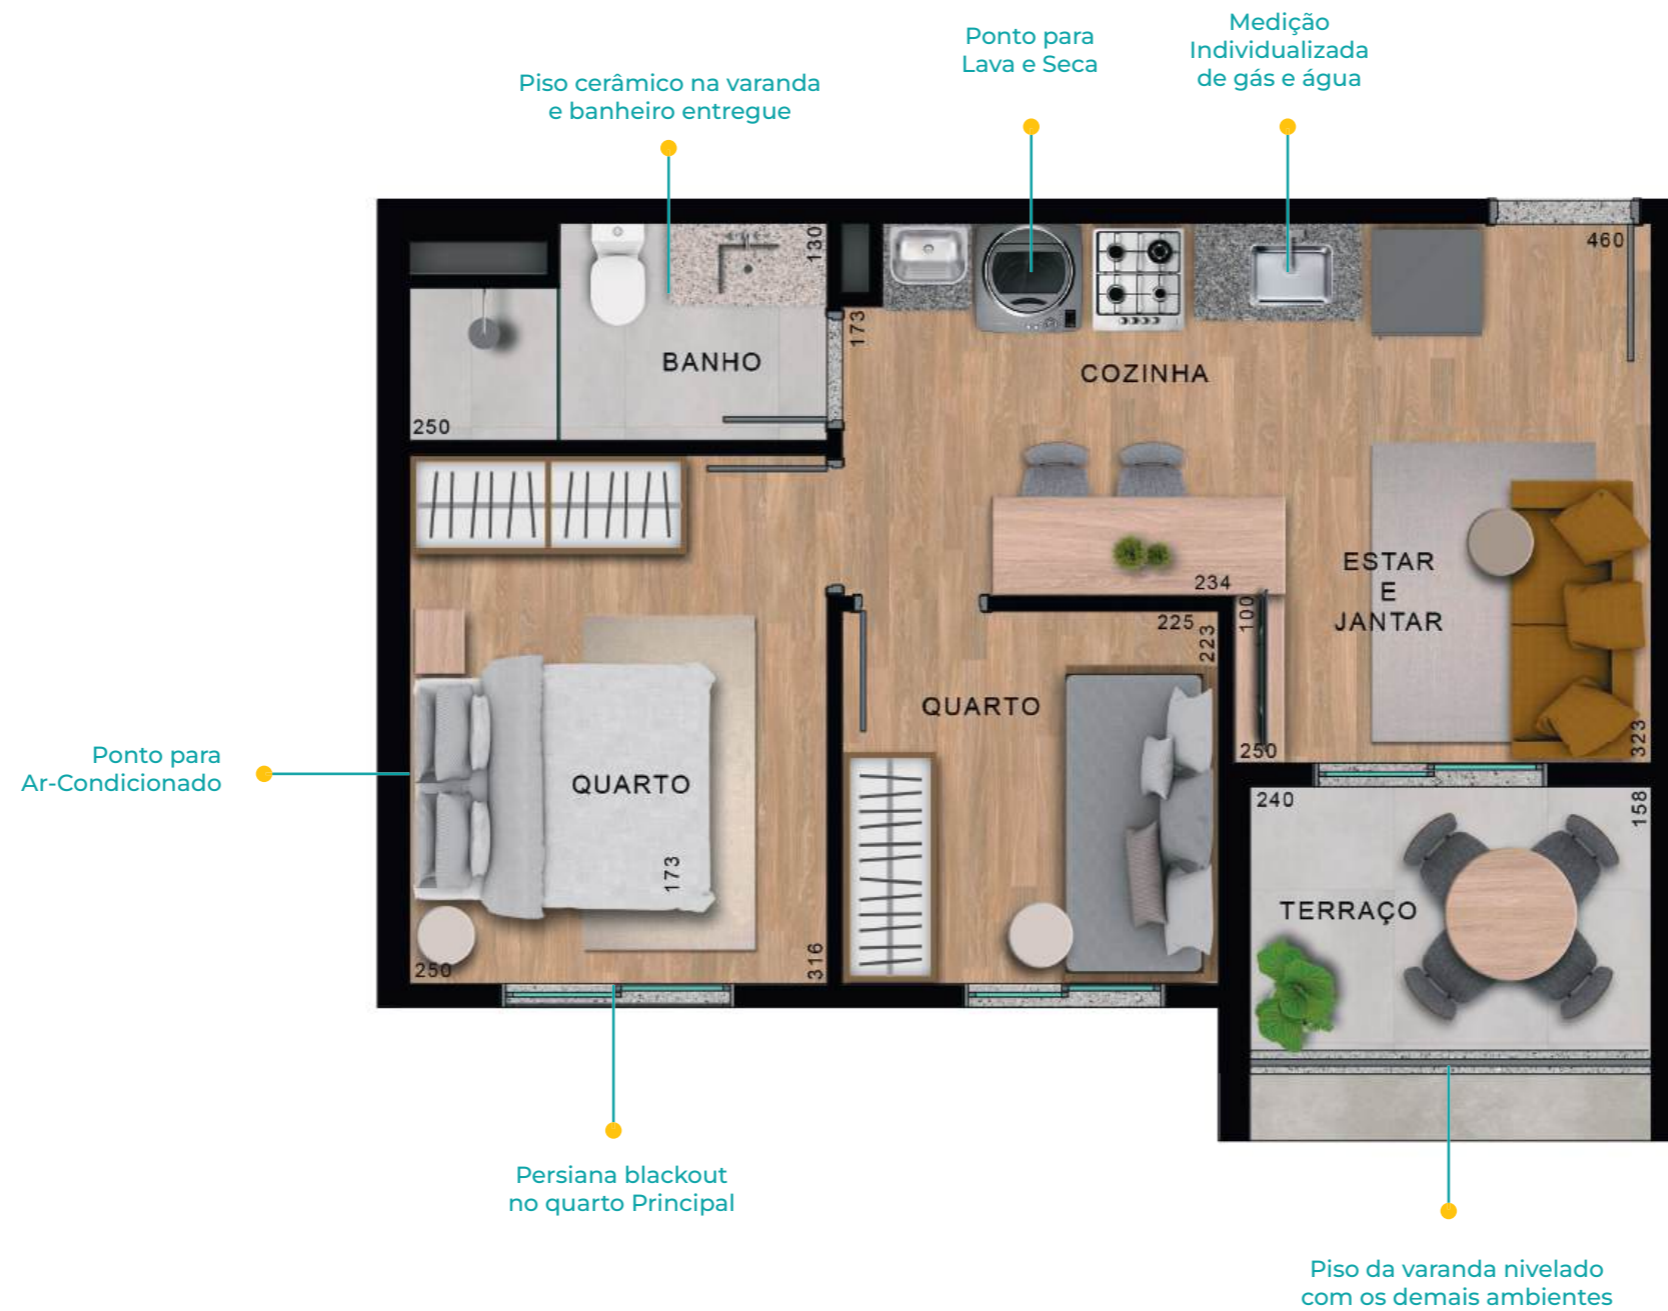 Medição
Individualizada
de gás e água
Ponto para
Lava e Seca
Piso cerâmico na varanda
e banheiro entregue
130
460
173
BANHO
COZINHA
250
ESTAR
E
JANTAR
234
100
225
223
QUARTO
323
250
Ponto para
Ar-Condicionado
QUARTO
240
158
173
TERRAÇO
316
250
Persiana blackout
no quarto Principal
Piso da varanda nivelado
com os demais ambientes